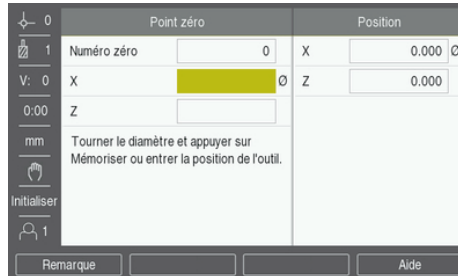 0 Point zéro Position
1 Numéro zéro 0 X 0.000 Ø
V: 0 X Ø Z 0.000
0:00 Z
mm Tourner le diamètre et appuyer sur
Mémoriser ou entrer la position de l'outil.
Initialiser
1
Remarque Aide